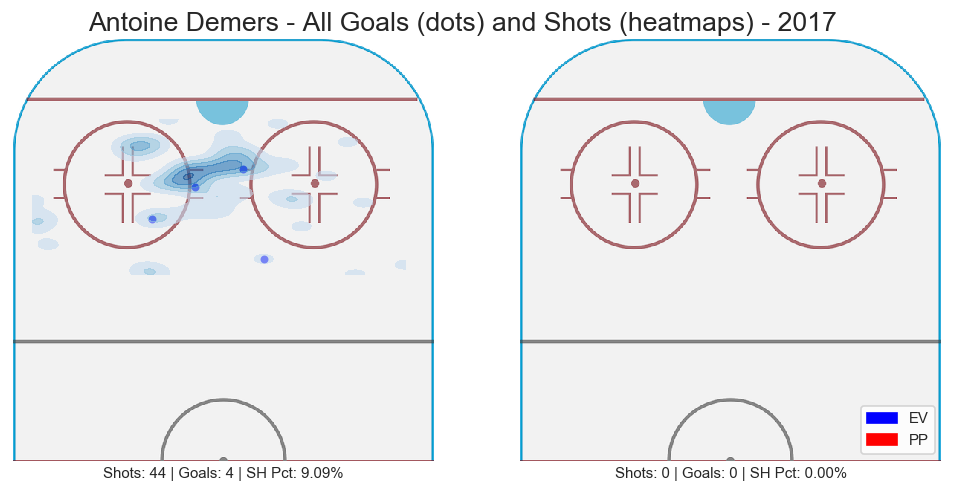 Antoine Demers - All Goals (dots) and Shots (heatmaps) - 2017
EV
PP
Shots: 44 | Goals: 4 | SH Pct: 9.09%
Shots: 0 | Goals: 0 | SH Pct: 0.00%